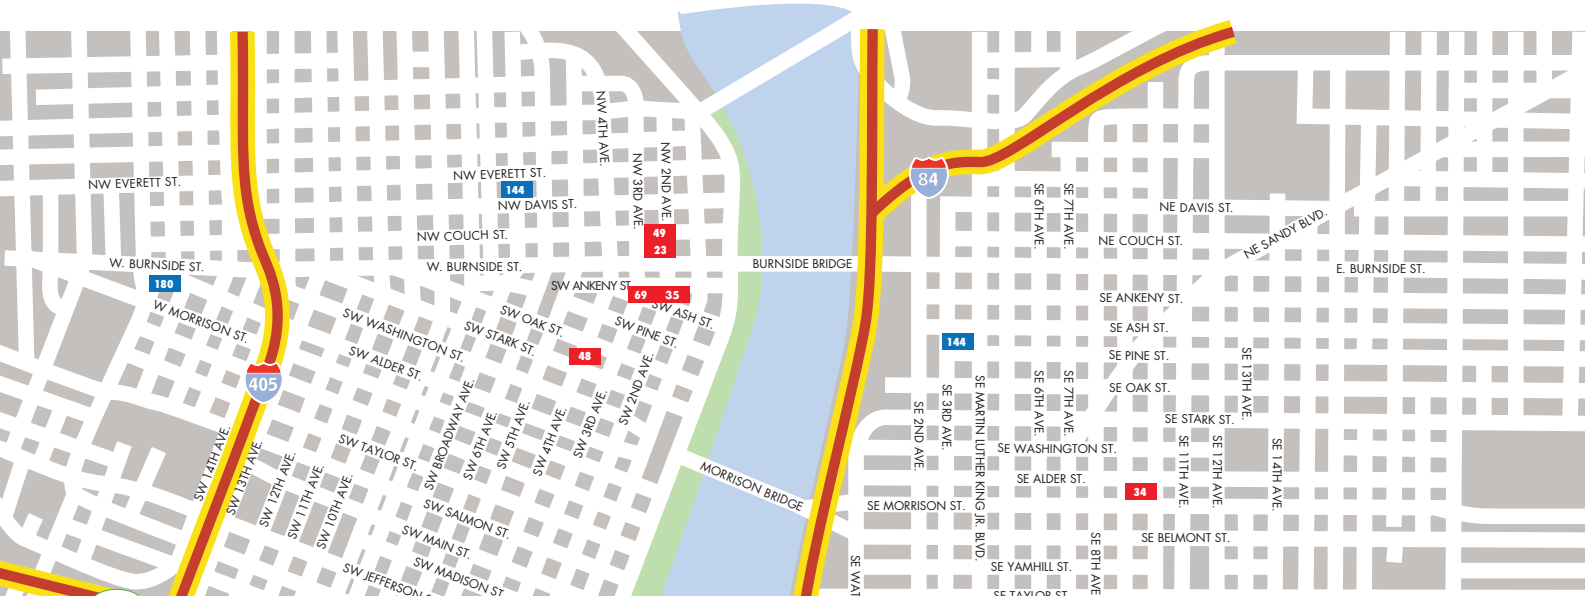 NW 4TH AVE.
NW 3RD AVE.
NW 2ND AVE.
NW EVERETT ST.
NW EVERETT ST.
144
NW DAVIS ST.
NW COUCH ST.
49
23
W. BURNSIDE ST.
W. BURNSIDE ST.
180
W MORRISON ST.
BURNSIDE BRIDGE
SW ANKENY ST.
69 35
SW ASH ST.
SW PINE ST.
SW OAK ST.
SW STARK ST.
SW WASHINGTON ST.
SW ALDER ST.
48
405
SW 2ND AVE.
SW 3RD AVE.
SW 4TH AVE.
SW 5TH AVE.
SW 6TH AVE.
SW BROADWAY AVE.
SW TAYLOR ST.
SW 10TH AVE.
SW 11TH AVE.
SW 12TH AVE.
SW 13TH AVE.
SW 14TH AVE.
SW SALMON ST.
SW MAIN ST.
SW MADISON ST.
SW JEFFERSON S
MORRISON BRIDGE
84
SE 6TH AVE.
SE 7TH AVE.
NE DAVIS ST.
NE COUCH ST.
NE SANDY BLVD.
E. BURNSIDE ST.
SE ANKENY ST.
SE ASH ST.
144
SE PINE ST.
SE OAK ST.
SE 13TH AVE.
SE STARK ST.
SE 2ND AVE.
SE 3RD AVE.
SE MARTIN LUTHER KING JR. BLVD.
SE 6TH AVE.
SE 7TH AVE.
SE WASHINGTON ST.
SE ALDER ST.
34
SE 11TH AVE.
SE 12TH AVE.
SE 14TH AVE.
SE MORRISON ST.
SE BELMONT ST.
SE 8TH AVE
SE YAMHILL ST.
SE TAYLOR ST.
SE WAT